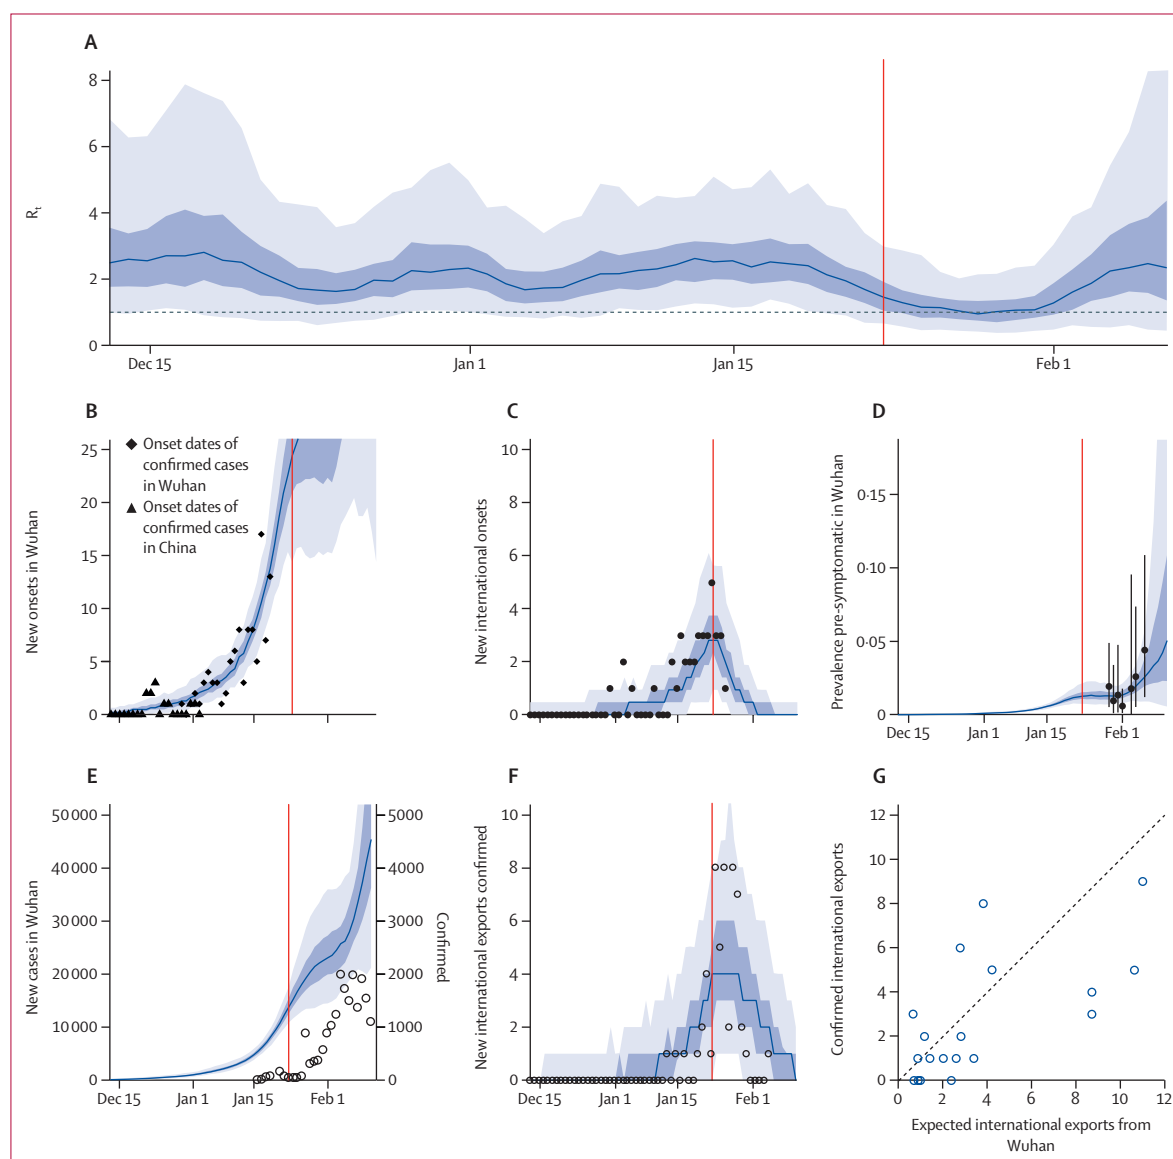 A
8
6
4
2
0
R_t
Dec 15
Jan 1
Jan 15
Feb 1
B
25
20
15
10
5
0
New onsets in Wuhan
Onset dates of
confirmed cases
in Wuhan
Onset dates of
confirmed cases
in China
C
10
8
6
4
2
0
New international onsets
D
0·15
0·10
0·05
0
Prevalence pre-symptomatic in Wuhan
Dec 15
Jan 1
Jan 15
Feb 1
E
50 000
40 000
30 000
20 000
10 000
0
New cases in Wuhan
5000
4000
3000
2000
1000
0
Confirmed
Dec 15
Jan 1
Jan 15
Feb 1
F
10
8
6
4
2
0
New international exports confirmed
Dec 15
Jan 1
Jan 15
Feb 1
G
12
10
8
6
4
2
0
Confirmed international exports
0
2
4
6
8
10
12
Expected international exports from
Wuhan